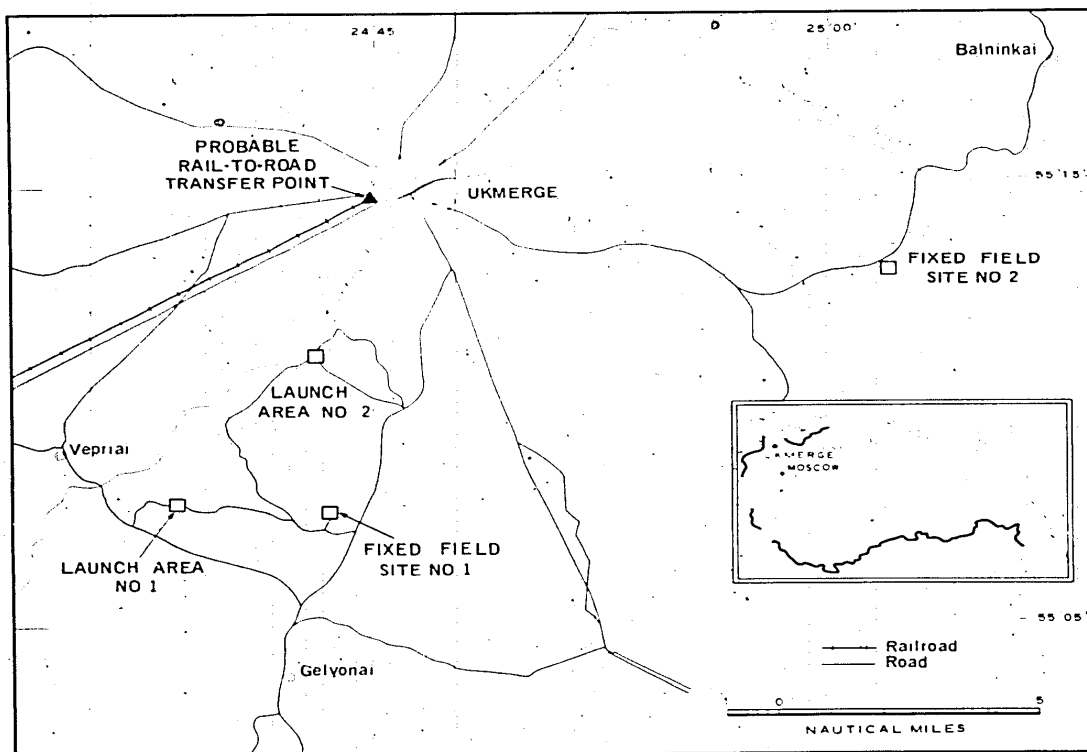 24 45
25 00
Balninkai
PROBABLE
RAIL-TO-ROAD
TRANSFER POINT
UKMERGE
55 15
FIXED FIELD
SITE NO 2
LAUNCH
AREA NO 2
Vepriai
KMERGE
MOSCOW
LAUNCH AREA
NO 1
FIXED FIELD
SITE NO 1
55 05
Railroad
Road
Gelyonai
1 0 5
NAUTICAL MILES